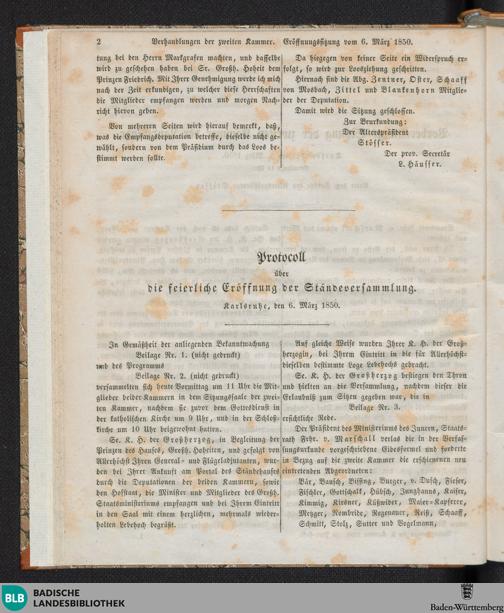 2 Verhandlungen der zweiten Kammer. Eröffnungssitzung vom 6. März 1850.
tung bei den Herrn Markgrafen machten, und dasselbe
wird zu geschehen haben bei Sr. Großh. Hoheit dem
Prinzen Friedrich. Mit Ihrer Genehmigung werde ich mich
nach der Zeit erkundigen, zu welcher diese Herrschaften
die Mitglieder empfangen werden und morgen Nach-
richt hievon geben.
Von mehreren Seiten wird hierauf bemerkt, daß,
was die Empfangsdeputation betreffe, dieselbe nicht ge-
wählt, sondern von dem Präsidium durch das Loos be-
stimmt werden sollte.
Da hiegegen von keiner Seite ein Widerspruch er-
folgt, so wird zur Loosziehung geschritten.
Hiernach sind die Abg. Zentner, Oster, Schaaff
von Mosbach, Zittel und Blankenhorn Mitglie-
der der Deputation.
Damit wird die Sitzung geschlossen.
Zur Beurkundung:
Der Alterspräsident
Stösser.
Der prov. Secretär
L. Häusser.
Protocoll
über
die feierliche Eröffnung der Ständeversammlung.
Karlsruhe, den 6. März 1850.
In Gemäßheit der anliegenden Bekanntmachung
Beilage Nr. 1. (nicht gedruckt)
und des Programms
Beilage Nr. 2. (nicht gedruckt)
versammelten sich heute Vormittag um 11 Uhr die Mit-
glieder beider Kammern in dem Sitzungssaale der zwei-
ten Kammer, nachdem sie zuvor dem Gottesdienst in
der katholischen Kirche um 9 Uhr, und in der Schloß-
kirche um 10 Uhr beigewohnt hatten.
Se. K. H. der Großherzog, in Begleitung der
Prinzen des Hauses, Großh. Hoheiten, und gefolgt von
Allerhöchst Ihren General- und Flügeladjutanten, wur-
den bei Ihrer Ankunft am Portal des Ständehauses
durch die Deputationen der beiden Kammern, sowie
den Hofstaat, die Minister und Mitglieder des Großh.
Staatsministeriums empfangen und bei Ihrem Eintritt
in den Saal mit einem herzlichen, mehrmals wieder-
holten Lebehoch begrüßt.
Auf gleiche Weise wurden Ihrer K. H. der Groß-
herzogin, bei Ihrem Eintritt in die für Allerhöchst-
dieselben bestimmte Loge Lebehochs gebracht.
Se. K. H. der Großherzog bestiegen den Thron
und hielten an die Versammlung, nachdem dieser die
Erlaubniß zum Sitzen gegeben war, die in
Beilage Nr. 3.
ersichtliche Rede.
Der Präsident des Ministeriums des Innern, Staats-
rath Frhr. v. Marschall verlas die in der Verfas-
sungsurkunde vorgeschriebene Eidesformel und forderte
in Bezug auf die zweite Kammer die erschienenen neu
eintretenden Abgeordneten:
Bär, Bausch, Bissing, Burger, v. Dusch, Fieser,
Fischler, Gottschalk, Hübsch, Junghanns, Kaiser,
Kimmig, Kirsner, Küßwider, Maier-Kapferer,
Metzger, Nombride, Regenauer, Reiß, Schaaff,
Schmitt, Stolz, Sutter und Vogelmann,
BLB BADISCHE
LANDESBIBLIOTHEK
Baden-Württemberg